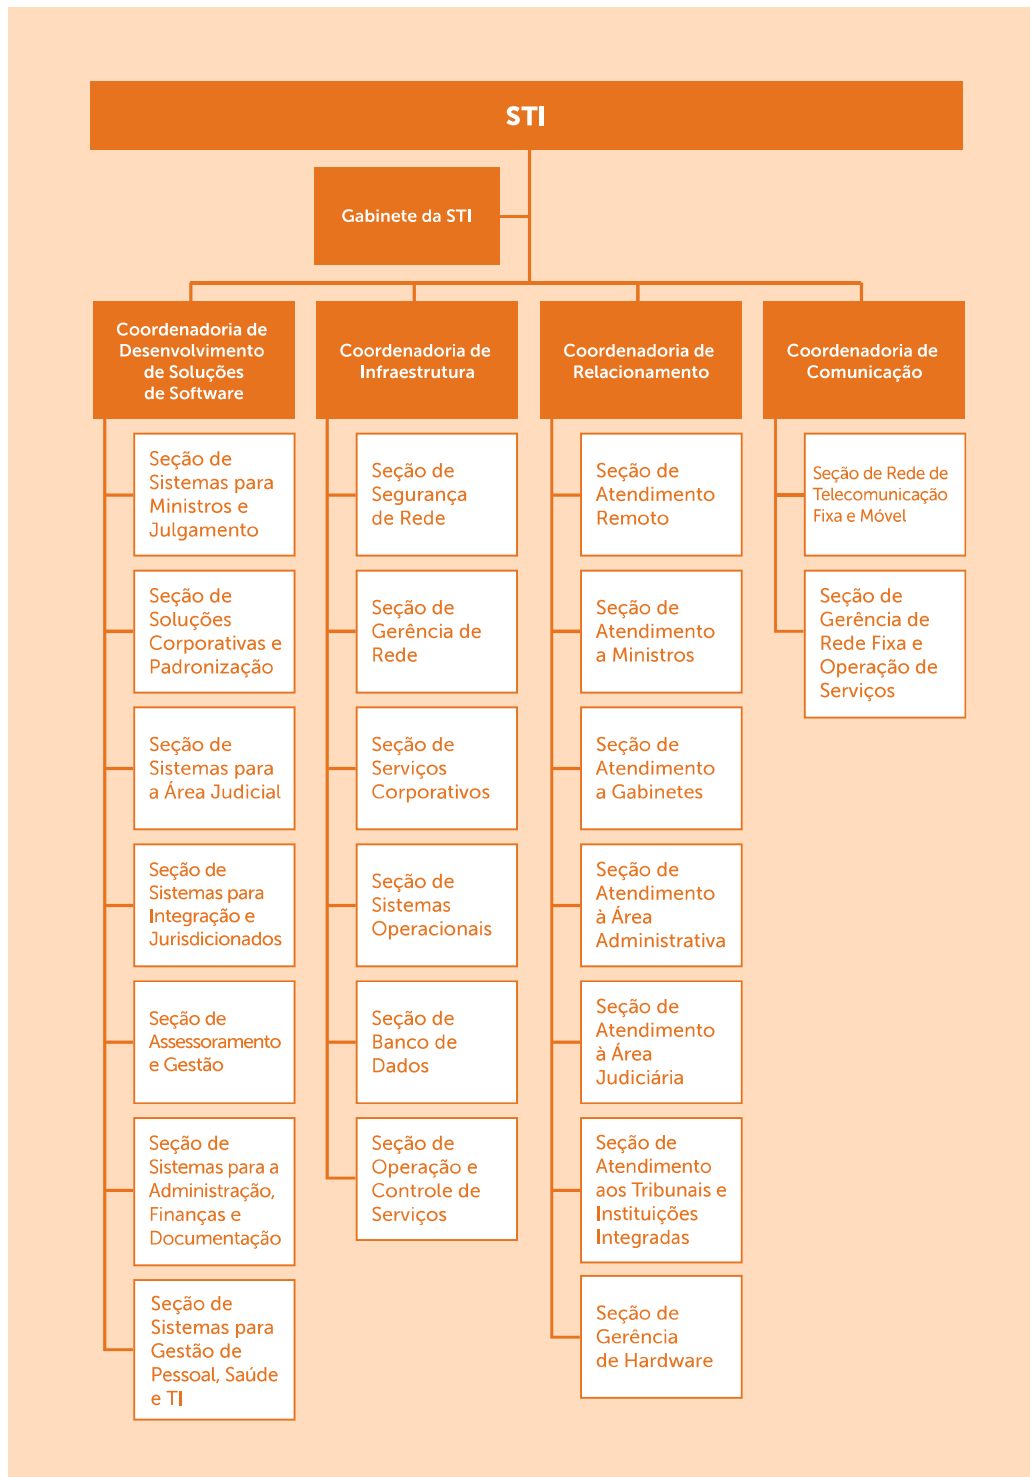 STI
Gabinete da STI
Coordenadoria de
Desenvolvimento
de Soluções
de Software
Seção de
Sistemas para
Ministros e
Julgamento
Seção de
Soluções
Corporativas e
Padronização
Seção de
Sistemas para
a Área Judicial
Seção de
Sistemas para
Integração e
Jurisdicionados
Seção de
Assessoramento
e Gestão
Seção de
Sistemas para a
Administração,
Finanças e
Documentação
Seção de
Sistemas para
Gestão de
Pessoal, Saúde
e TI
Coordenadoria de
Infraestrutura
Seção de
Segurança
de Rede
Seção de
Gerência de
Rede
Seção de
Serviços
Corporativos
Seção de
Sistemas
Operacionais
Seção de
Banco de
Dados
Seção de
Operação e
Controle de
Serviços
Coordenadoria de
Relacionamento
Seção de
Atendimento
Remoto
Seção de
Atendimento
a Ministros
Seção de
Atendimento
a Gabinetes
Seção de
Atendimento
à Área
Administrativa
Seção de
Atendimento
à Área
Judiciária
Seção de
Atendimento
aos Tribunais e
Instituições
Integradas
Seção de
Gerência
de Hardware
Coordenadoria de
Comunicação
Seção de Rede de
Telecomunicação
Fixa e Móvel
Seção de
Gerência de
Rede Fixa e
Operação de
Serviços